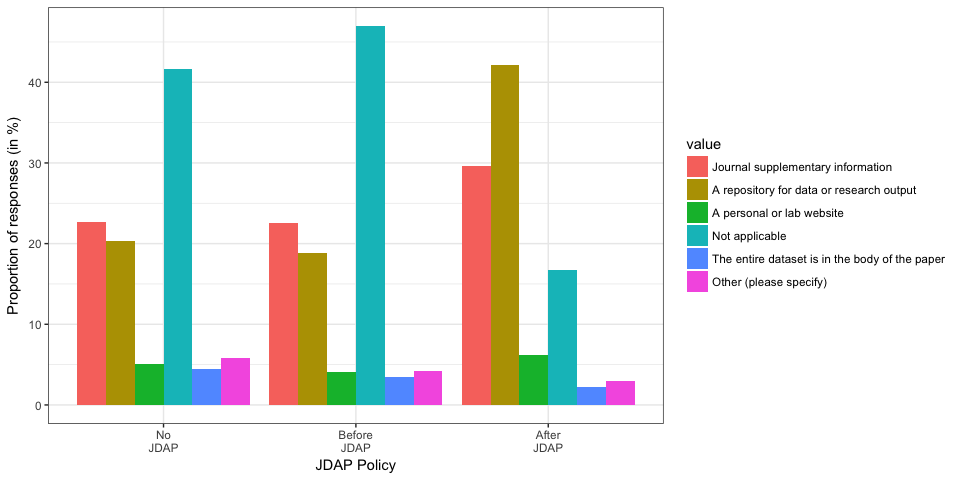 Proportion of responses (in %)
40
30
20
10
0
No
JDAP
Before
JDAP
After
JDAP
JDAP Policy
value
Journal supplementary information
A repository for data or research output
A personal or lab website
Not applicable
The entire dataset is in the body of the paper
Other (please specify)